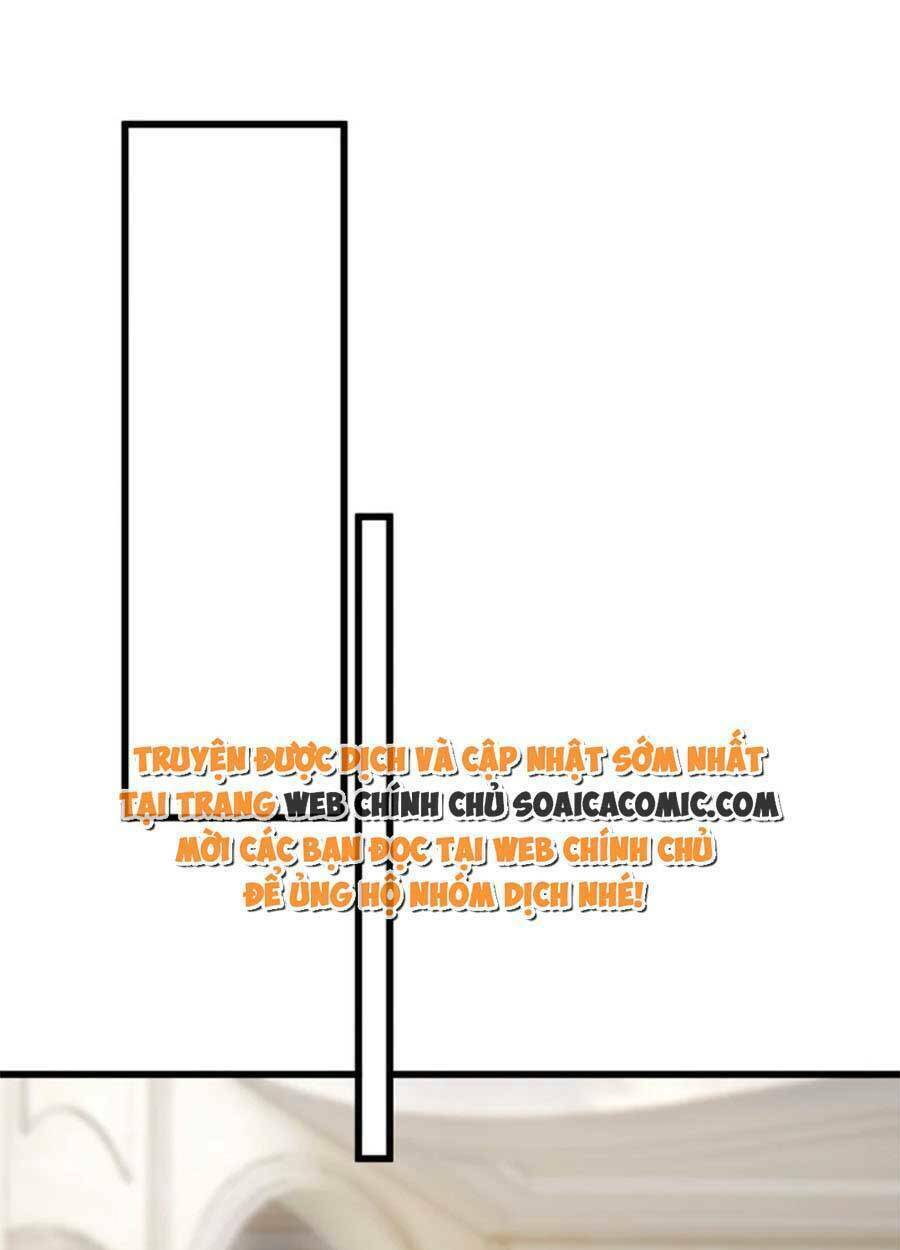 TRUYỆN ĐƯỢC DỊCH VÀ CẬP NHẬT SỚM NHẤT
TẠI TRANG WEB CHÍNH CHỦ SOAICACOMIC.COM
MỜI CÁC BẠN ĐỌC TẠI WEB CHÍNH CHỦ
ĐỂ ỦNG HỘ NHÓM DỊCH NHÉ!